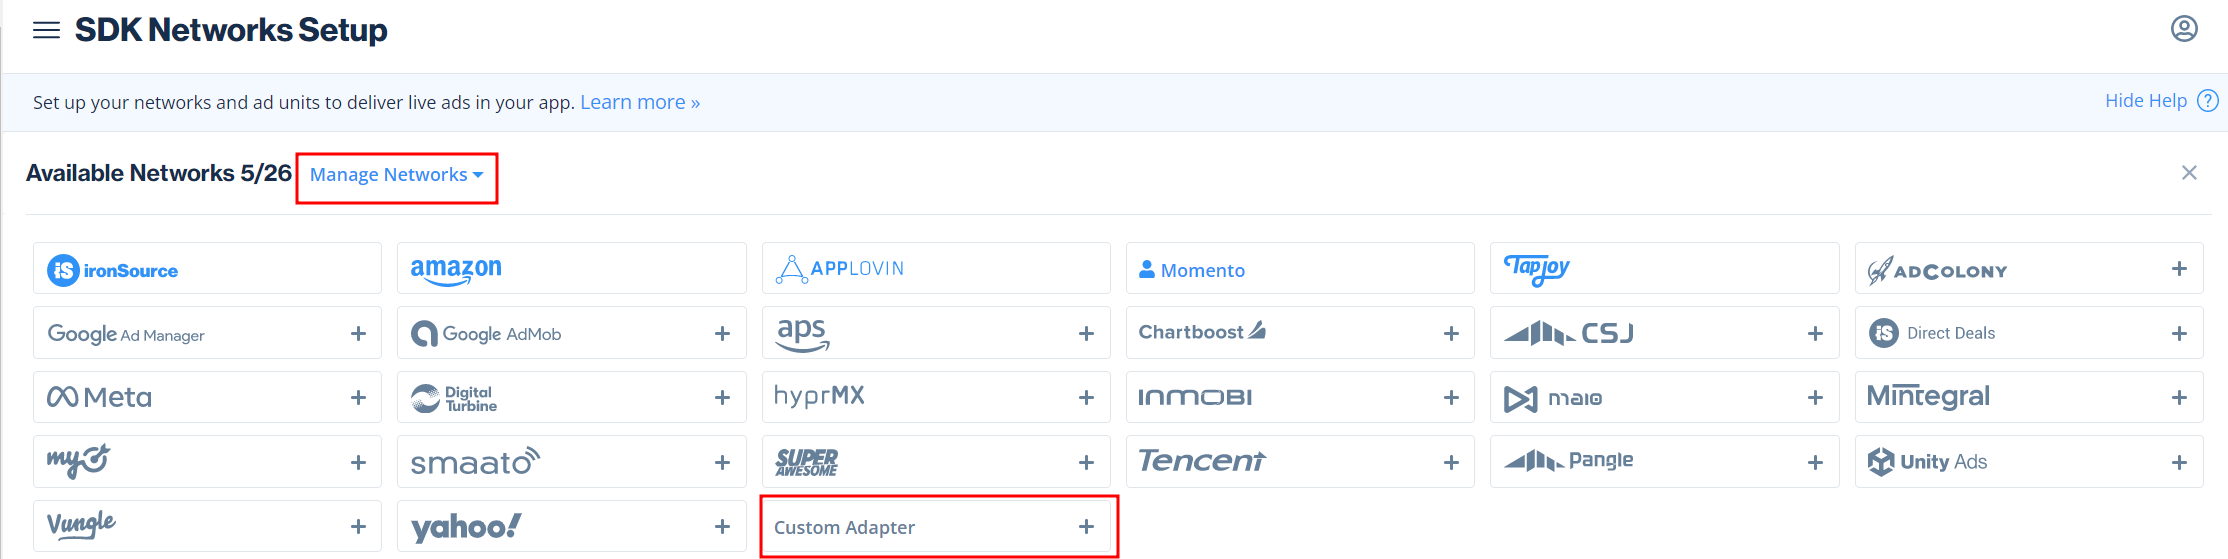 SDK Networks Setup
Set up your networks and ad units to deliver live ads in your app. Learn more »
Hide Help ?
Available Networks 5/26 Manage Networks
iS ironSource
amazon
APPLOVIN
Momento
Tapjoy
ADCOLONY +
Google Ad Manager +
Google AdMob +
aps +
Chartboost +
CSJ +
iS Direct Deals +
Meta +
Digital Turbine +
hyprMX +
INMOBI +
maio +
Mintegral +
my +
smaato +
SUPER AWESOME +
Tencent +
Pangle +
Unity Ads +
Vungle +
yahoo! +
Custom Adapter +